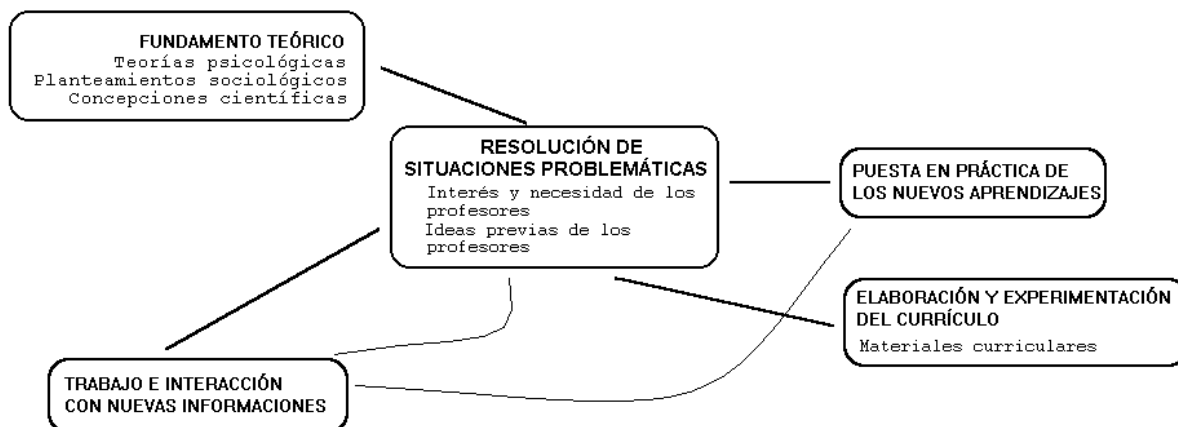 FUNDAMENTO TEÓRICO
Teorías psicológicas
Planteamientos sociológicos
Concepciones científicas
RESOLUCIÓN DE
SITUACIONES PROBLEMÁTICAS
Interés y necesidad de los
profesores
Ideas previas de los
profesores
PUESTA EN PRÁCTICA DE
LOS NUEVOS APRENDIZAJES
ELABORACIÓN Y EXPERIMENTACIÓN
DEL CURRÍCULO
Materiales curriculares
TRABAJO E INTERACCIÓN
CON NUEVAS INFORMACIONES